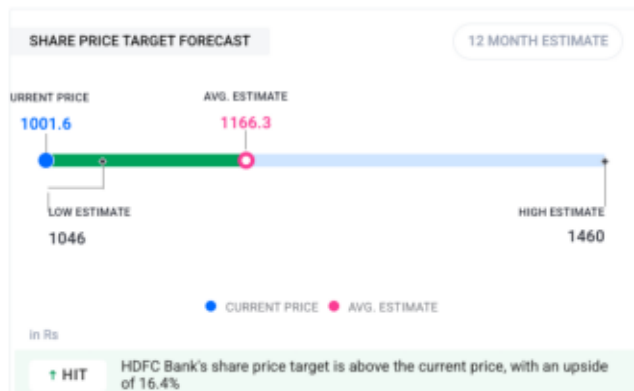 SHARE PRICE TARGET FORECAST
12 MONTH ESTIMATE
URRENT PRICE
AVG. ESTIMATE
1001.6
1166.3
LOW ESTIMATE
HIGH ESTIMATE
1046
1460
CURRENT PRICE
AVG. ESTIMATE
in Rs
HIT
HDFC Bank's share price target is above the current price, with an upside
of 16.4%